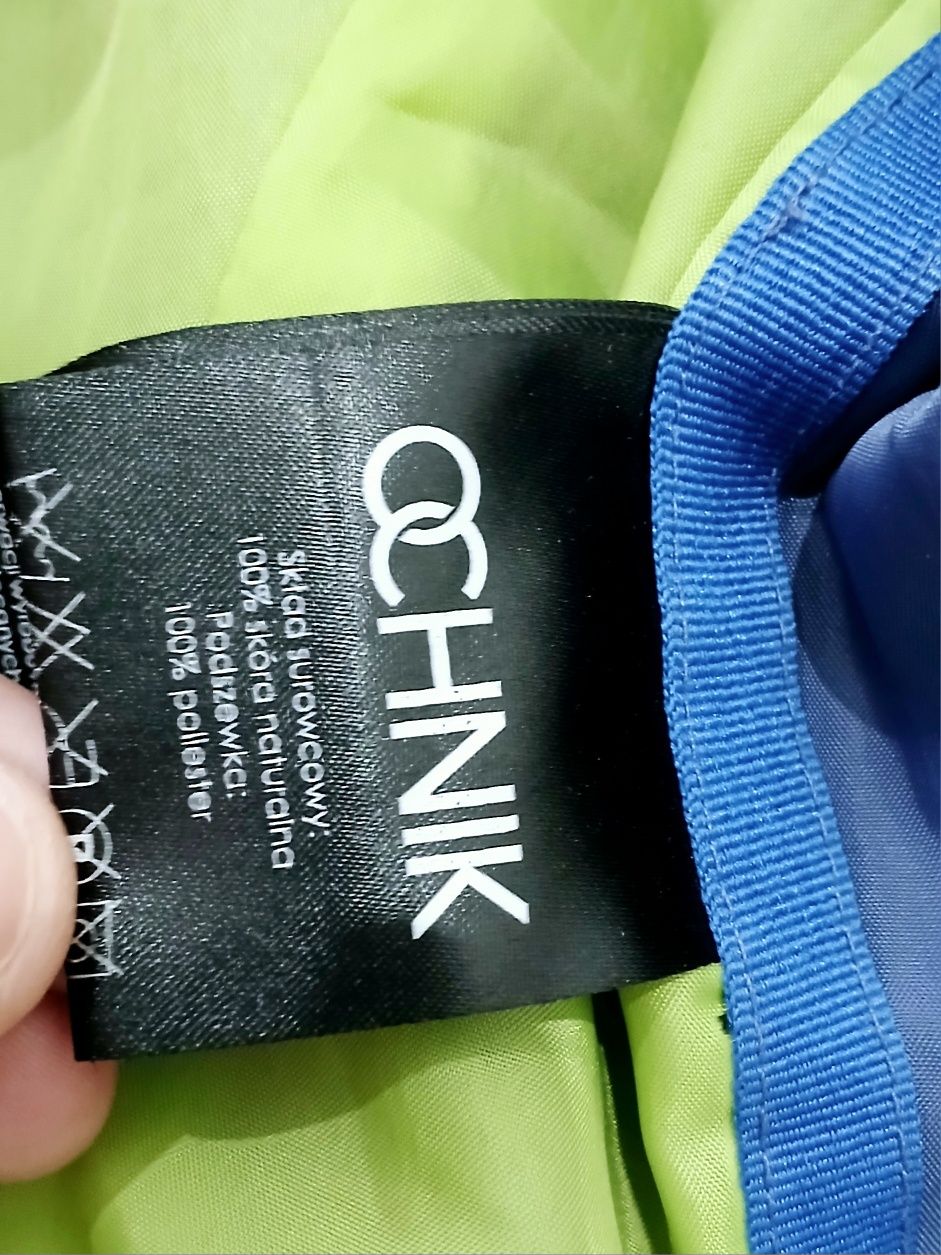 OCHNIK
Skład surowcowy:
100% skóra naturalna
Podszewka:
100% poliester